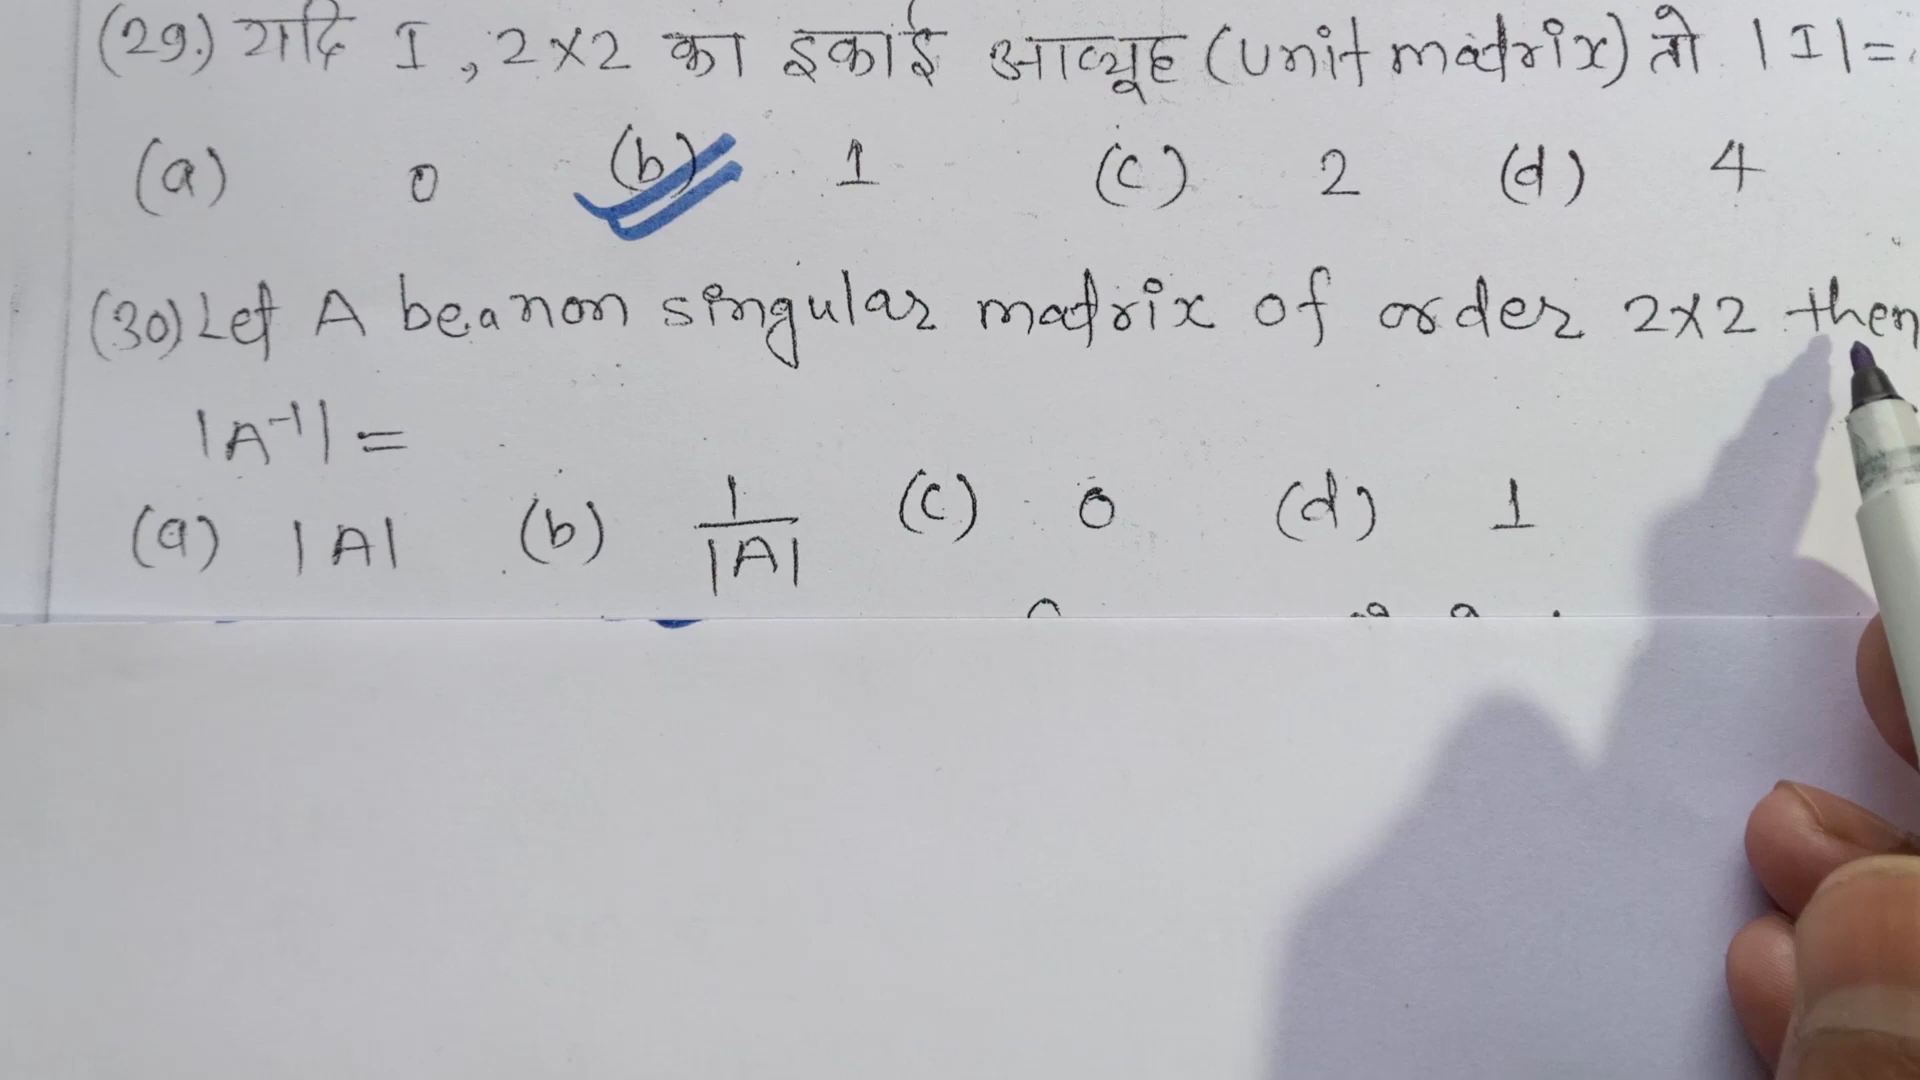 (29.) यदि I, 2×2 का इकाई आव्यूह (Unit matrix) तो |I|=
(a) 0 (b) 1 (c) 2 (d) 4
(30) Let A be a non singular matrix of order 2×2 then
|A⁻¹| =
(a) |A| (b) 1/|A| (c) 0 (d) 1